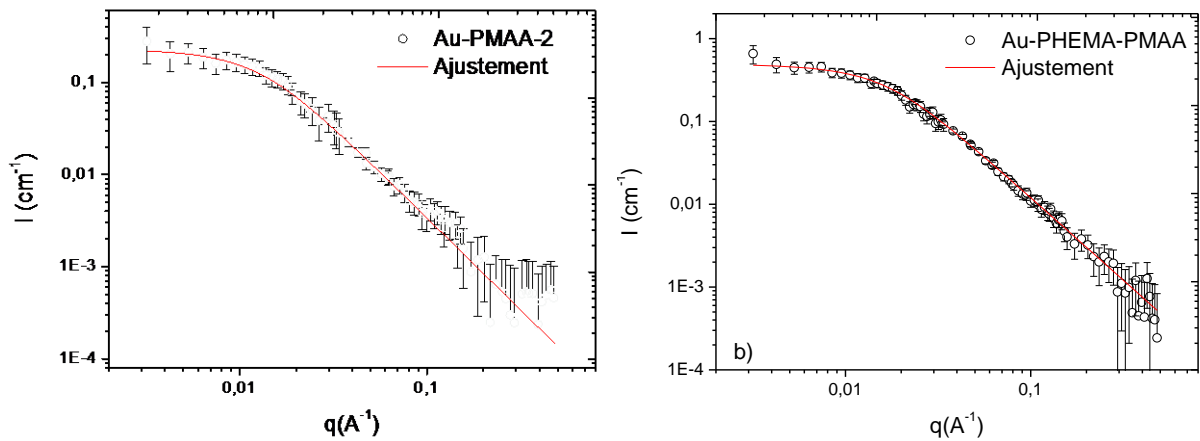 Au-PMAA-2
Ajustement
0,1
0,01
1E-3
1E-4
I (cm⁻¹)
0,01
0,1
q(A⁻¹)
Au-PHEMA-PMAA
Ajustement
1
0,1
0,01
1E-3
1E-4
I (cm⁻¹)
b)
0,01
0,1
q(A⁻¹)